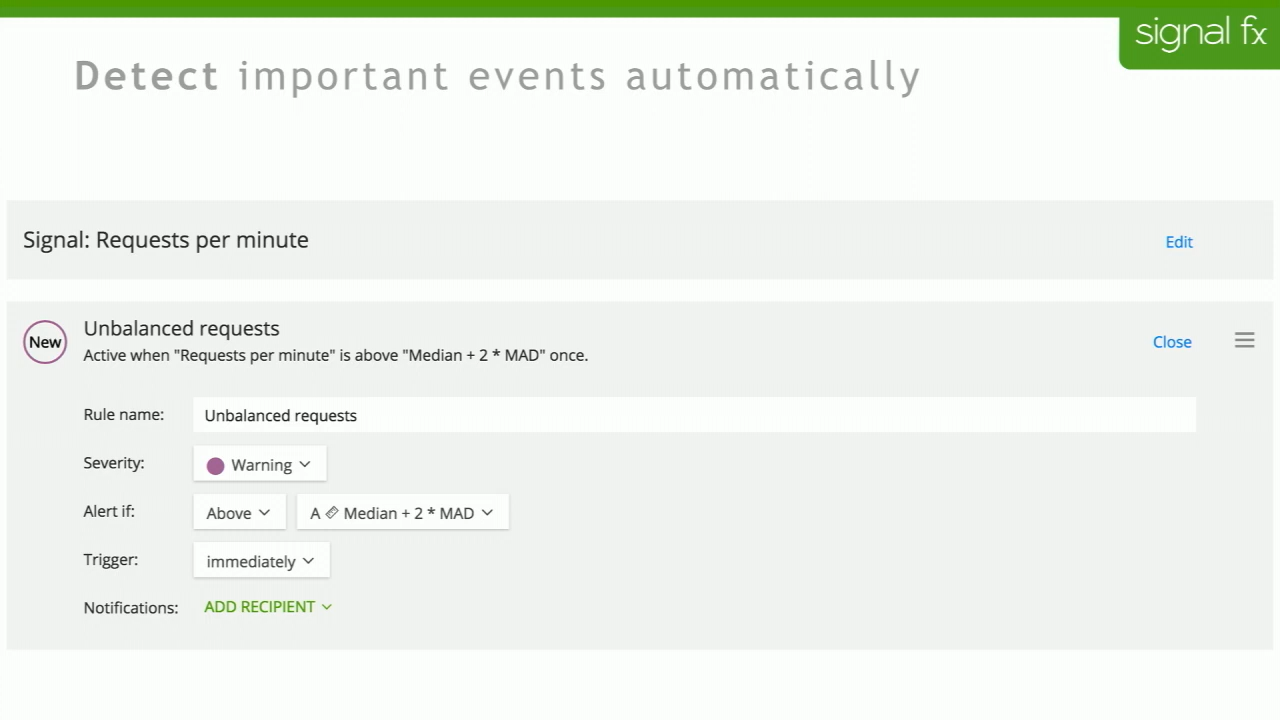 signal fx
Detect important events automatically
Signal: Requests per minute
Edit
New
Unbalanced requests
Active when "Requests per minute" is above "Median + 2 * MAD" once.
Close
Rule name: Unbalanced requests
Severity: Warning
Alert if: Above A Median + 2 * MAD
Trigger: immediately
Notifications: ADD RECIPIENT